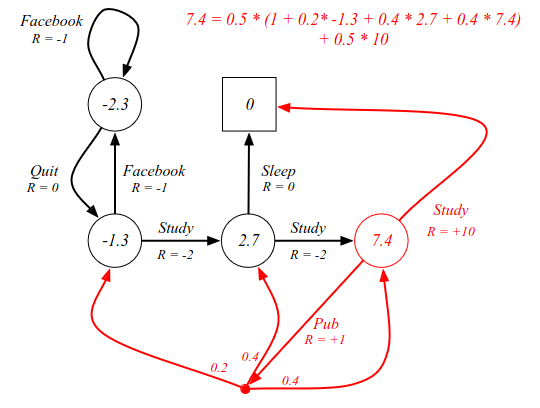 Facebook
R = -1
7.4 = 0.5 * (1 + 0.2* -1.3 + 0.4 * 2.7 + 0.4 * 7.4)
+ 0.5 * 10
-2.3
0
Quit
R = 0
Facebook
R = -1
Sleep
R = 0
Study
R = +10
-1.3
Study
R = -2
2.7
Study
R = -2
7.4
Pub
R = +1
0.2
0.4
0.4